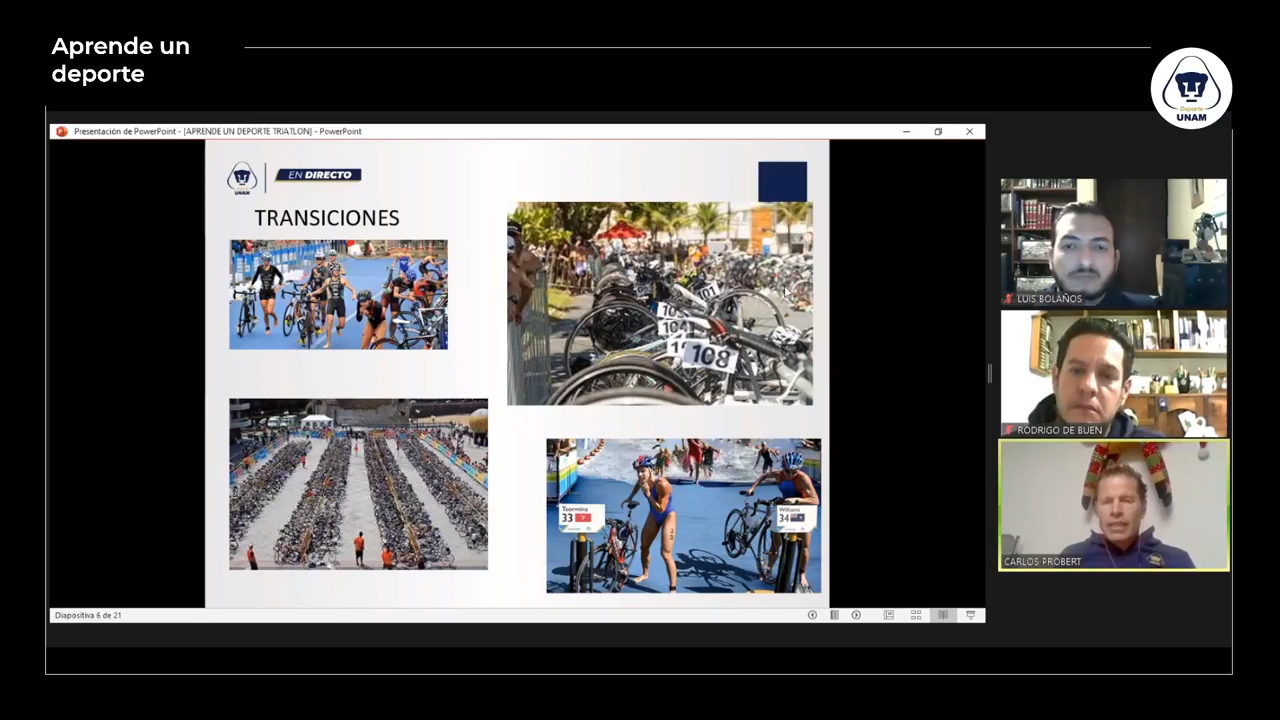 Aprende un
deporte
Deporte
UNAM
Presentación de PowerPoint - [APRENDE UN DEPORTE TRIATLON] - PowerPoint
UNAM
EN DIRECTO
TRANSICIONES
101
104
108
Taormina
33
Williams
34
LUIS BOLAÑOS
RODRIGO DE BUEN
CARLOS PROBERT
Diapositiva 6 de 21